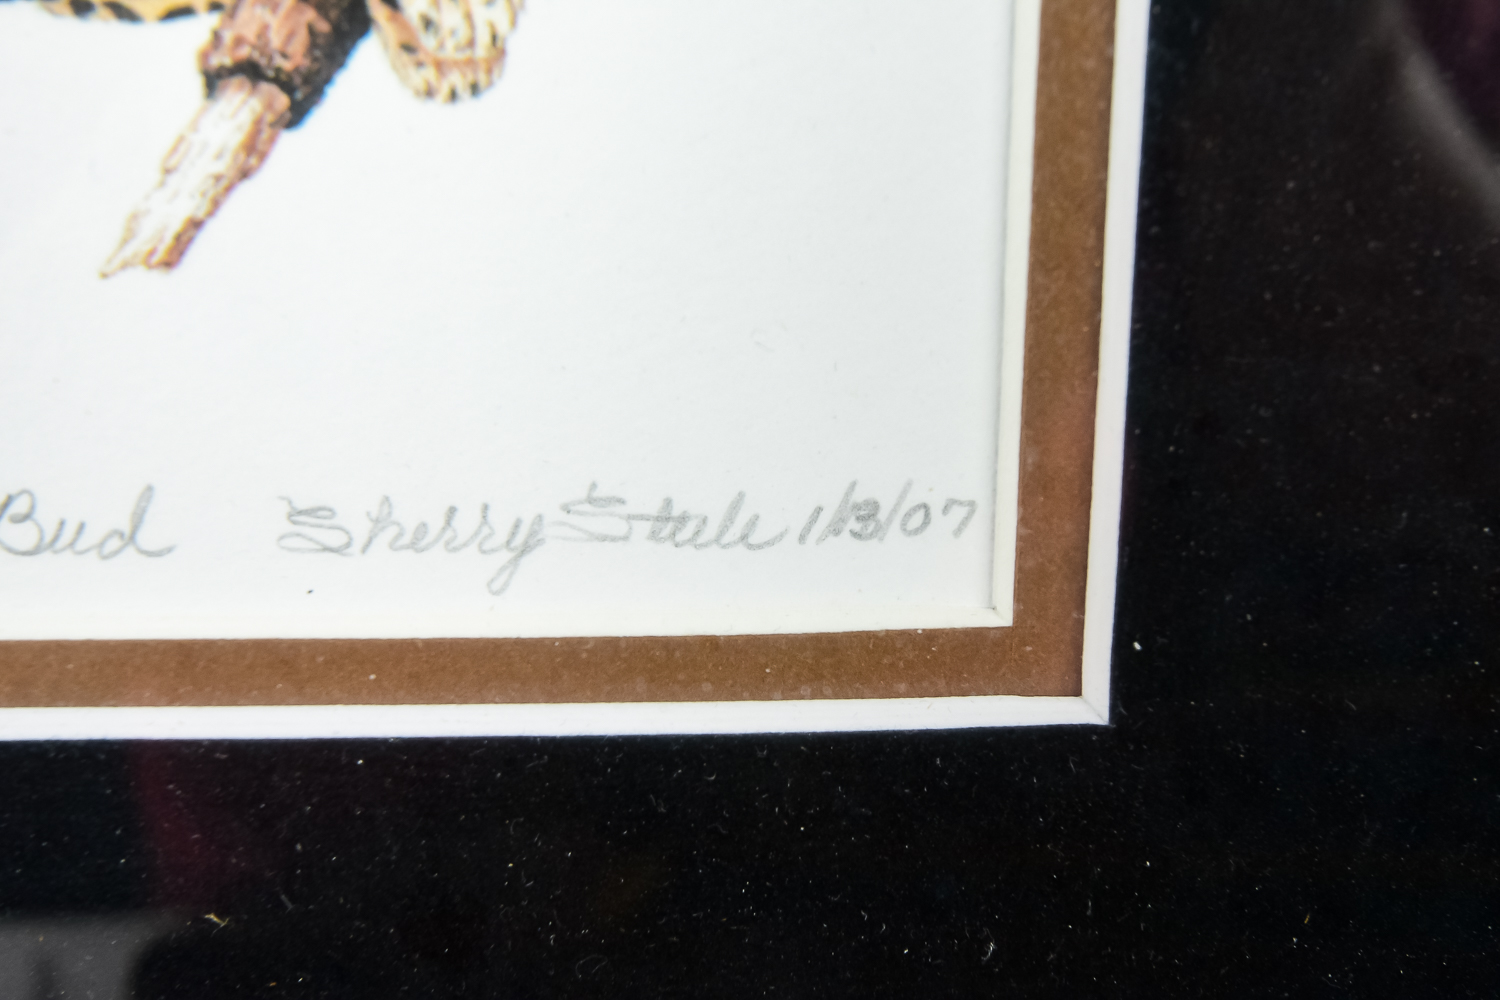 Bud Sherry Steele 1/13/07